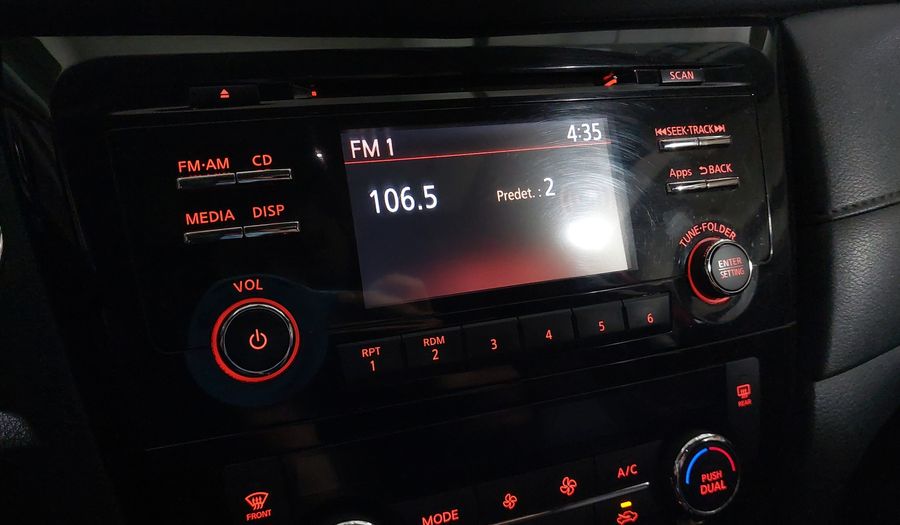 SCAN
FM·AM CD
MEDIA DISP
VOL
FM 1 4:35
106.5 Predet. : 2
SEEK·TRACK
Apps BACK
TUNE·FOLDER
ENTER
SETTING
RPT
1
RDM
2
3
4
5
6
REAR
FRONT
MODE
A/C
PUSH
DUAL